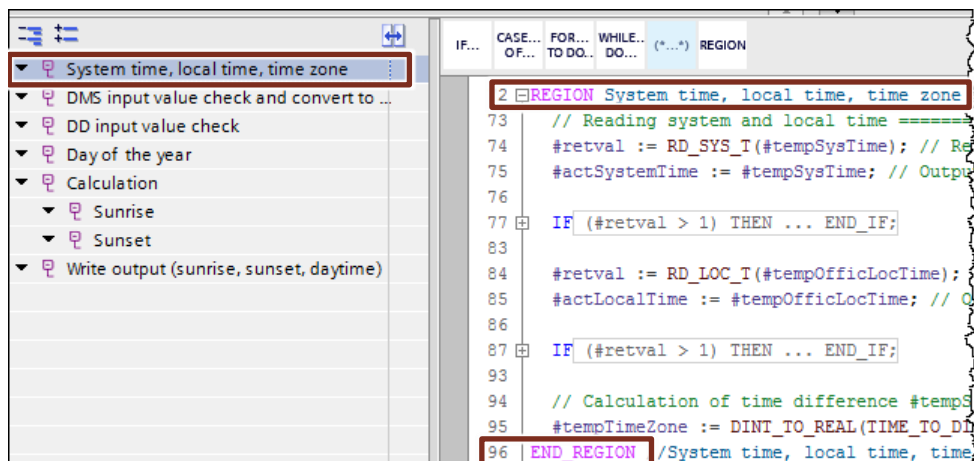 System time, local time, time zone
DMS input value check and convert to ...
DD input value check
Day of the year
Calculation
Sunrise
Sunset
Write output (sunrise, sunset, daytime)
IF... CASE... OF... FOR... TO DO... WHILE... DO... (*...*) REGION
2 REGION System time, local time, time zone
73 // Reading system and local time =======
74 #retval := RD_SYS_T(#tempSysTime); // Re
75 #actSystemTime := #tempSysTime; // Outpu
76
77 IF (#retval > 1) THEN ... END_IF;
83
84 #retval := RD_LOC_T(#tempOfficLocTime);
85 #actLocalTime := #tempOfficLocTime; // O
86
87 IF (#retval > 1) THEN ... END_IF;
93
94 // Calculation of time difference #tempS
95 #tempTimeZone := DINT_TO_REAL(TIME_TO_DI
96 END_REGION /System time, local time, time